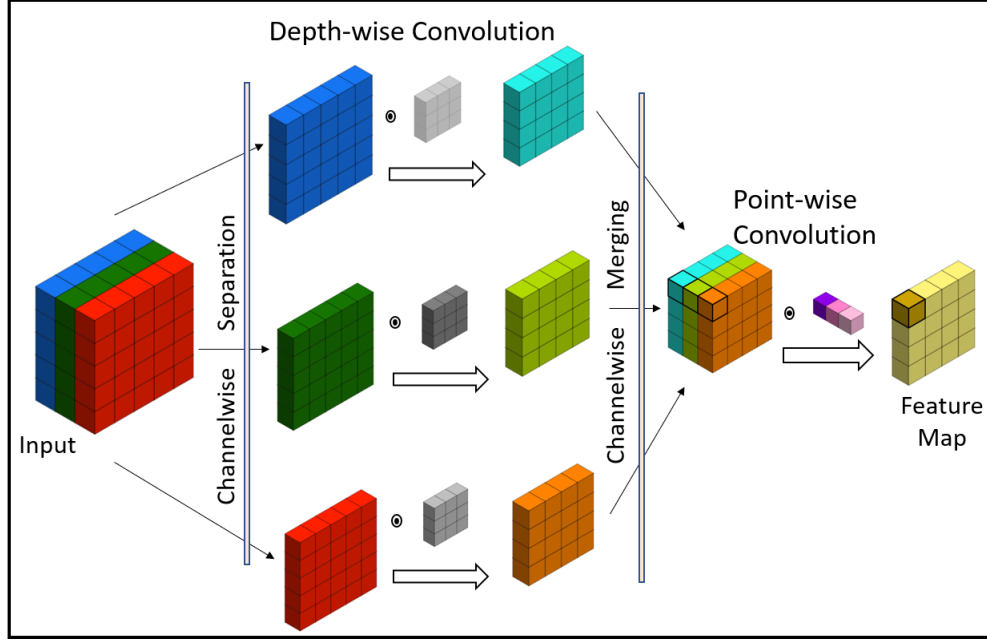 Depth-wise Convolution
Channelwise Separation
Channelwise Merging
Point-wise
Convolution
Input
Feature
Map